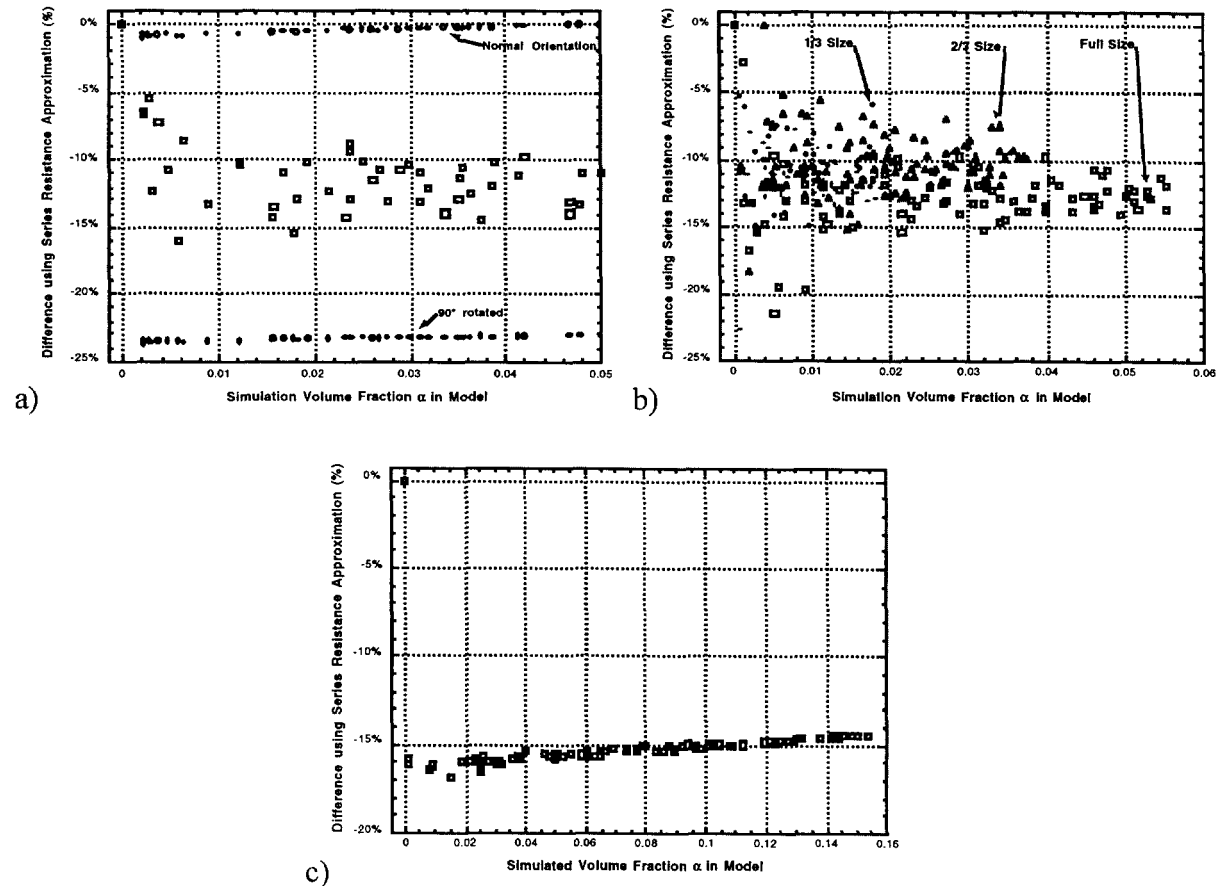 Difference using Series Resistance Approximation (%)
0%
-5%
-10%
-15%
-20%
-25%
Normal Orientation
90° rotated
0
0.01
0.02
0.03
0.04
0.05
Simulation Volume Fraction α in Model
a)
Difference using Series Resistance Approximation (%)
0%
-5%
-10%
-15%
-20%
-25%
1/3 Size
2/3 Size
Full Size
0
0.01
0.02
0.03
0.04
0.05
0.06
Simulation Volume Fraction α in Model
b)
Difference using Series Resistance Approximation (%)
0%
-5%
-10%
-15%
-20%
0
0.02
0.04
0.06
0.08
0.1
0.12
0.14
0.16
Simulated Volume Fraction α in Model
c)